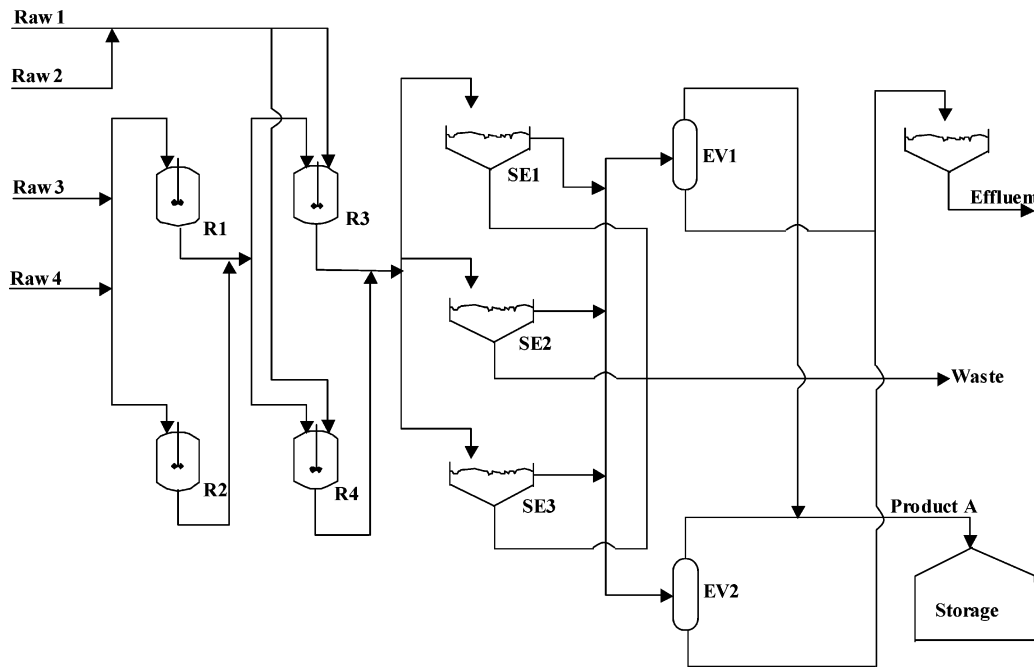 Raw 1
Raw 2
Raw 3
Raw 4
R1
R2
R3
R4
SE1
SE2
SE3
EV1
EV2
Effluent
Waste
Product A
Storage